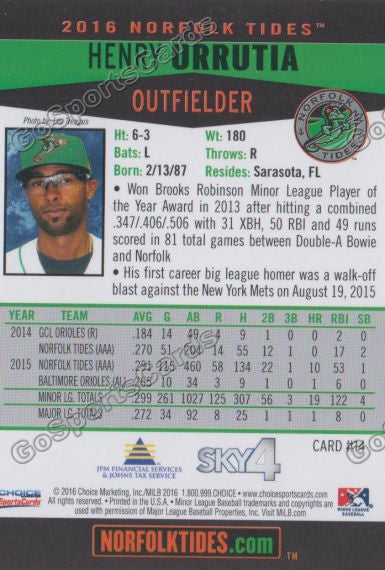 2016 NORFOLK TIDES™
HENRY URRUTIA
OUTFIELDER
NORFOLK TIDES
Ht: 6-3 Wt: 180
Bats: L Throws: R
Born: 2/13/87 Resides: Sarasota, FL
• Won Brooks Robinson Minor League Player of
the Year Award in 2013 after hitting a combined
.347/.406/.506 with 31 XBH, 50 RBI and 49 runs
scored in 81 total games between Double-A Bowie
and Norfolk
• His first career big league homer was a walk-off
blast against the New York Mets on August 19, 2015
YEAR TEAM AVG G AB R H 2B 3B HR RBI SB
2014 GCL ORIOLES (R) .184 14 49 4 9 1 0 0 2 0
NORFOLK TIDES (AAA) .270 51 204 14 55 12 1 0 17 2
2015 NORFOLK TIDES (AAA) 460 58 134 22 1 10 53 1
BALTIMORE ORIOLES 10 34 3 9 1 0 1 6 0
MINOR LG. TOTALS .299 261 1027 125 307 56 3 19 122 4
MAJOR LG. TOTALS .272 34 92 8 25 1 1 8 0
JPM FINANCIAL SERVICES
& JOHNS TAX SERVICE
SKY4
CARD #14
CHOICE
SportsCards
© 2016 Choice Marketing, Inc/MiLB 2016 1.800.999.CHOICE • www.choicesportscards.com
• Printed in the U.S.A. • Minor League Baseball trademarks and copyrights are used with
permission of Major League Baseball Properties, Inc. Visit MiLB.com
MINOR LEAGUE
BASEBALL
NORFOLKTIDES.com™
GoSportsCards
GoSportsCards
GoSportsCards